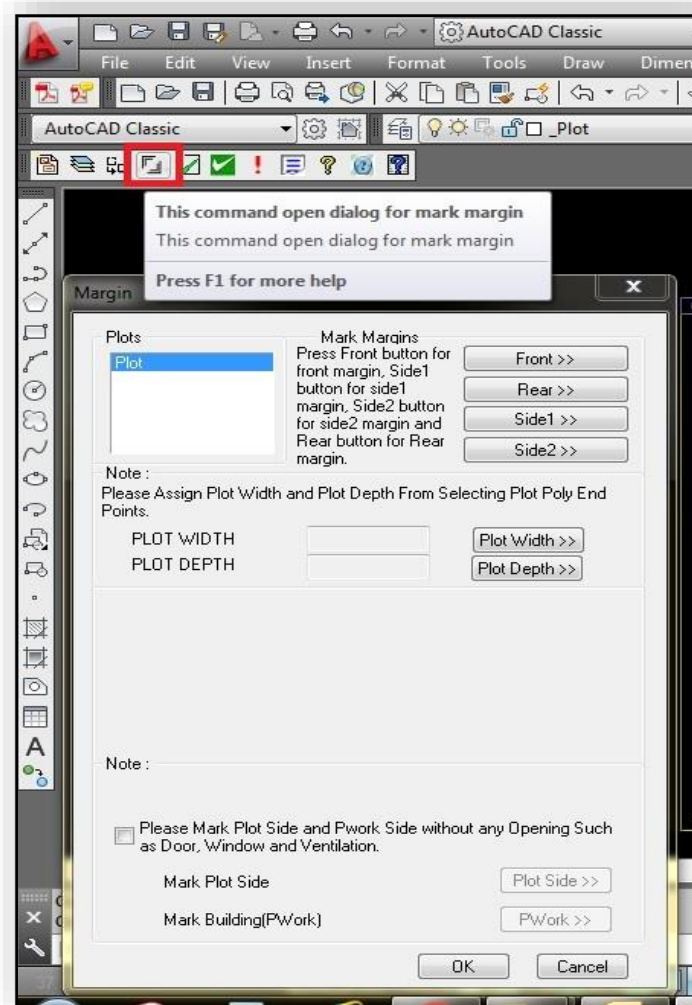 AutoCAD Classic
File Edit View Insert Format Tools Draw Dimen
AutoCAD Classic
_Plot
This command open dialog for mark margin
This command open dialog for mark margin
Press F1 for more help
Margin
Plots
Plot
Mark Margins
Press Front button for
front margin, Side1
button for side1
margin, Side2 button
for side2 margin and
Rear button for Rear
margin.
Front >>
Rear >>
Side1 >>
Side2 >>
Note :
Please Assign Plot Width and Plot Depth From Selecting Plot Poly End
Points.
PLOT WIDTH
Plot Width >>
PLOT DEPTH
Plot Depth >>
Note :
Please Mark Plot Side and Pwork Side without any Opening Such
as Door, Window and Ventilation.
Mark Plot Side
Plot Side >>
Mark Building(PWork)
PWork >>
OK
Cancel